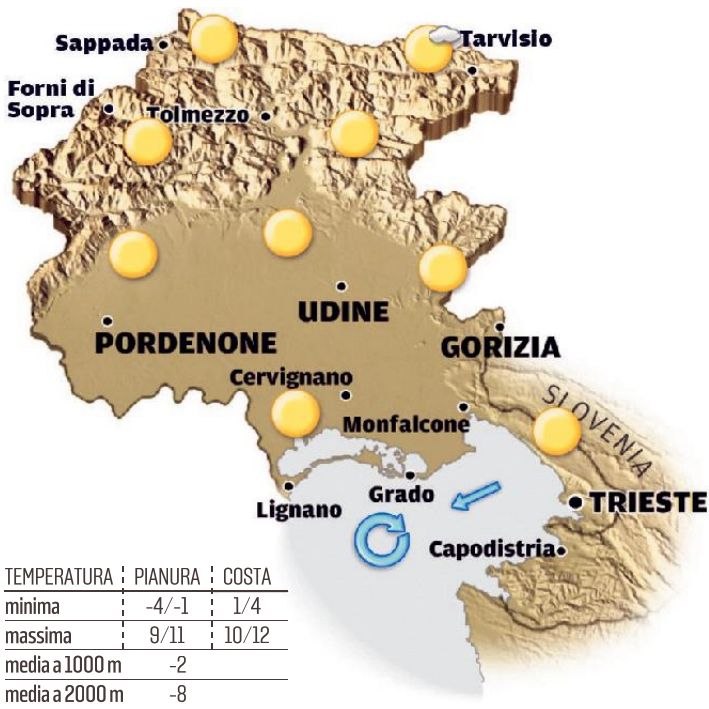 Sappada
Tarvisio
Forni di
Sopra
Tolmezzo
UDINE
PORDENONE
GORIZIA
Cervignano
SLOVENIA
Monfalcone
Grado
Lignano
TRIESTE
Capodistria
TEMPERATURA PIANURA COSTA
minima -4/-1 1/4
massima 9/11 10/12
media a 1000 m -2
media a 2000 m -8